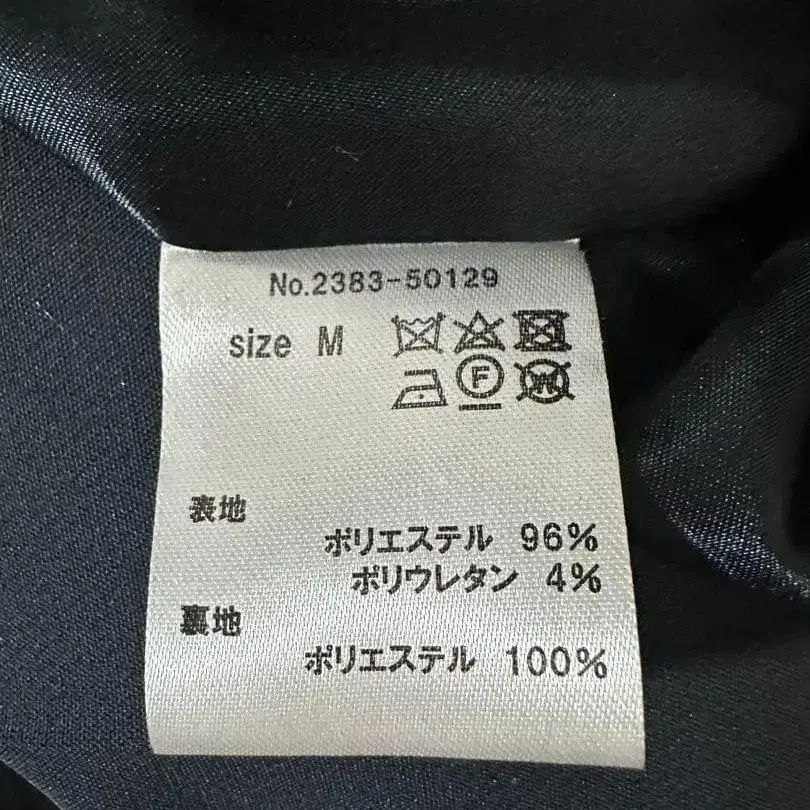 No.2383-50129
size M
F W
表地
ポリエステル 96%
ポリウレタン 4%
裏地
ポリエステル 100%